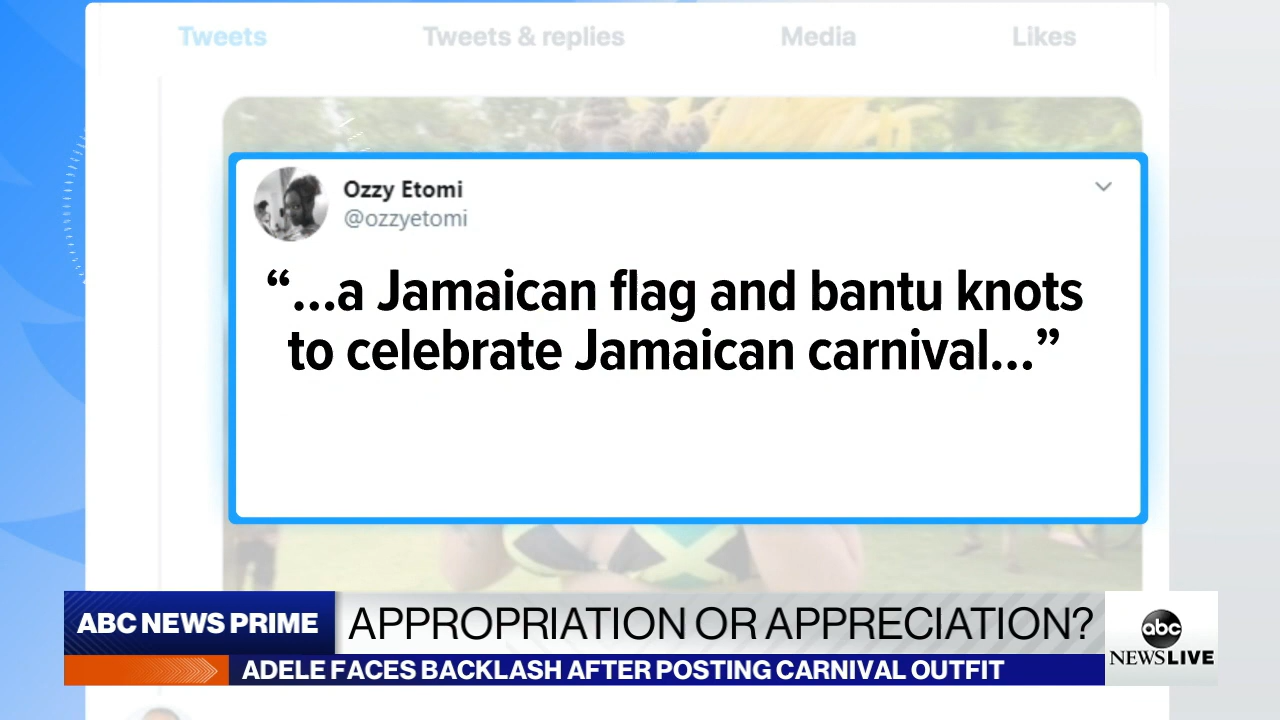 Tweets
Tweets & replies
Media
Likes
Ozzy Etomi
@ozzyetomi
“...a Jamaican flag and bantu knots
to celebrate Jamaican carnival...”
ABC NEWS PRIME
APPROPRIATION OR APPRECIATION?
ADELE FACES BACKLASH AFTER POSTING CARNIVAL OUTFIT
abc
NEWS LIVE